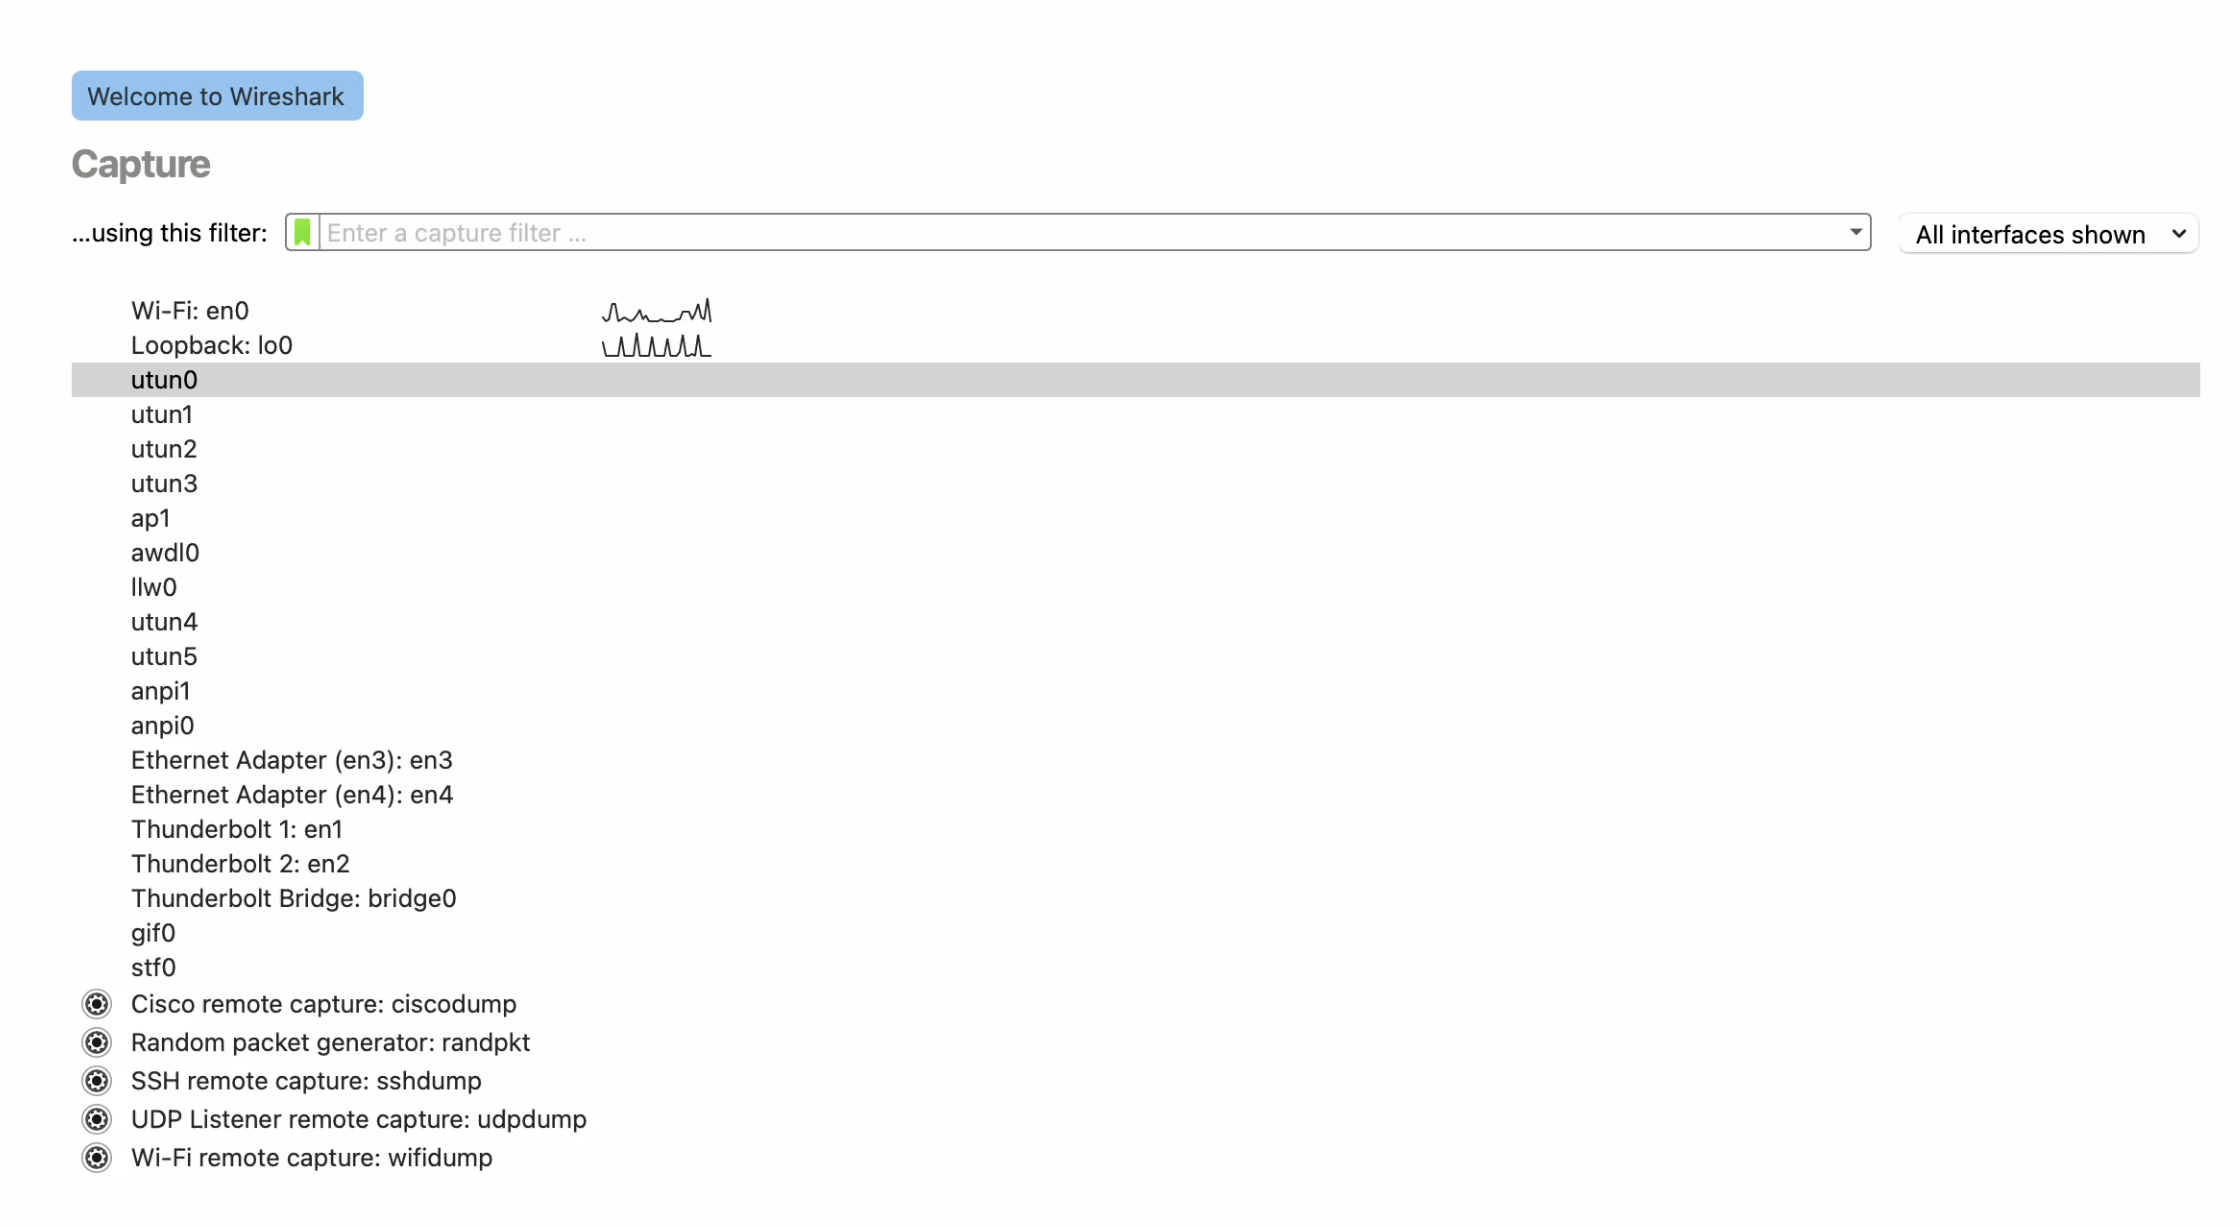 Welcome to Wireshark
Capture
...using this filter: Enter a capture filter ... All interfaces shown
Wi-Fi: en0
Loopback: lo0
utun0
utun1
utun2
utun3
ap1
awdl0
llw0
utun4
utun5
anpi1
anpi0
Ethernet Adapter (en3): en3
Ethernet Adapter (en4): en4
Thunderbolt 1: en1
Thunderbolt 2: en2
Thunderbolt Bridge: bridge0
gif0
stf0
Cisco remote capture: ciscodump
Random packet generator: randpkt
SSH remote capture: sshdump
UDP Listener remote capture: udpdump
Wi-Fi remote capture: wifidump